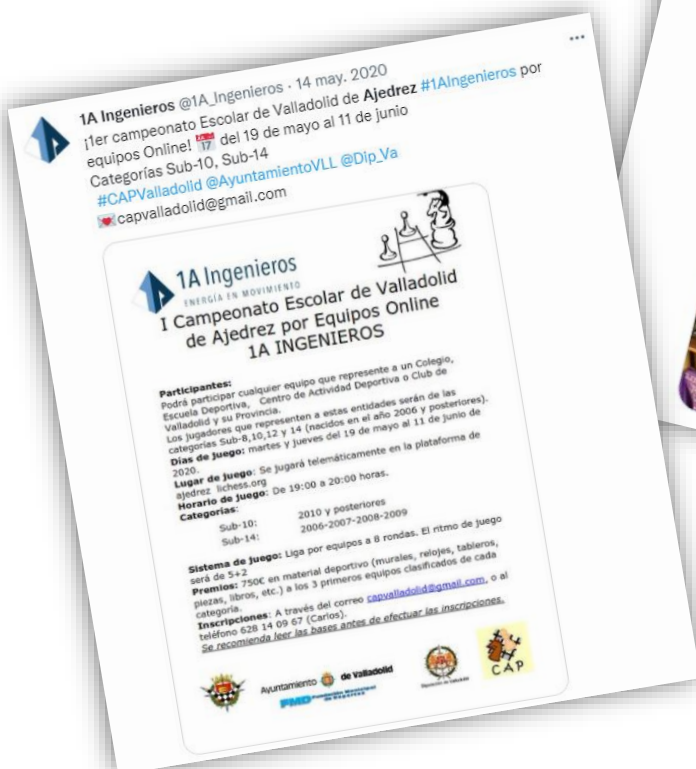 1A Ingenieros @1A_Ingenieros · 14 may. 2020
¡1er campeonato Escolar de Valladolid de Ajedrez #1AIngenieros por
equipos Online! 📅 del 19 de mayo al 11 de junio
Categorías Sub-10, Sub-14
#CAPValladolid @AyuntamientoVLL @Dip_Va
💌capvalladolid@gmail.com
1A Ingenieros
ENERGÍA EN MOVIMIENTO
I Campeonato Escolar de Valladolid
de Ajedrez por Equipos Online
1A INGENIEROS
Participantes:
Podrá participar cualquier equipo que represente a un Colegio,
Escuela Deportiva, Centro de Actividad Deportiva o Club de
Valladolid y su Provincia.
Los jugadores que representen a estas entidades serán de las
categorías Sub-8,10,12 y 14 (nacidos en el año 2006 y posteriores).
Días de Juego: martes y jueves del 19 de mayo al 11 de junio de
2020.
Lugar de juego: Se jugará telemáticamente en la plataforma de
ajedrez lichess.org
Horario de juego: De 19:00 a 20:00 horas.
Categorías:
Sub-10: 2010 y posteriores
Sub-14: 2006-2007-2008-2009
Sistema de Juego: Liga por equipos a 8 rondas. El ritmo de juego
será de 5+2
Premios: 750€ en material deportivo (murales, relojes, tableros,
piezas, libros, etc.) a los 3 primeros equipos clasificados de cada
categoría.
Inscripciones: A través del correo capvalladolid@gmail.com, o al
teléfono 628 14 09 67 (Carlos).
Se recomienda leer las bases antes de efectuar las inscripciones.
Ayuntamiento de Valladolid
FMD Fundación Municipal de Deportes
Diputación de Valladolid
CAP